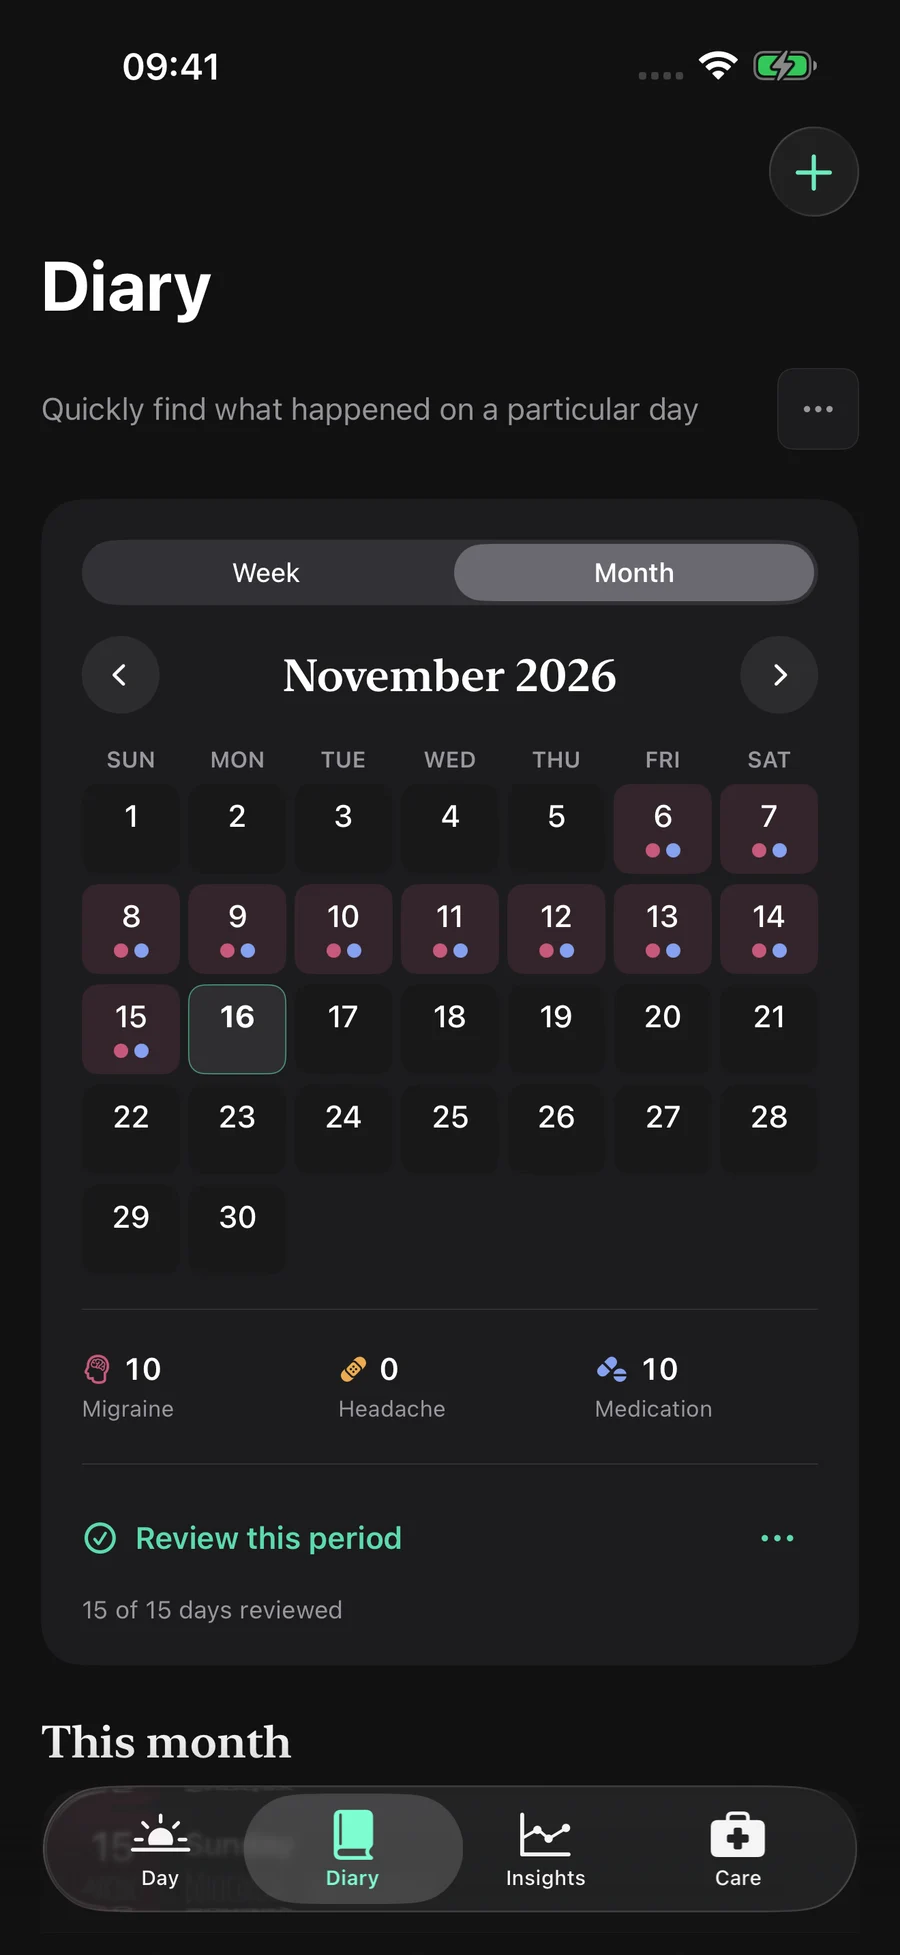 09:41
Diary
Quickly find what happened on a particular day
Week Month
November 2026
SUN MON TUE WED THU FRI SAT
1 2 3 4 5 6 7
8 9 10 11 12 13 14
15 16 17 18 19 20 21
22 23 24 25 26 27 28
29 30
10 0 10
Migraine Headache Medication
Review this period
15 of 15 days reviewed
This month
15 Sunday
Day Diary Insights Care